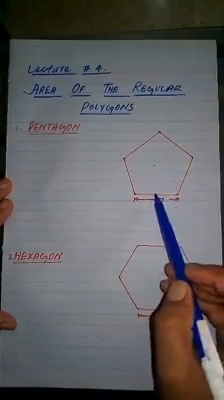 Lecture # 4.
AREA OF THE REGULAR
POLYGONS
1. PENTAGON
2. HEXAGON